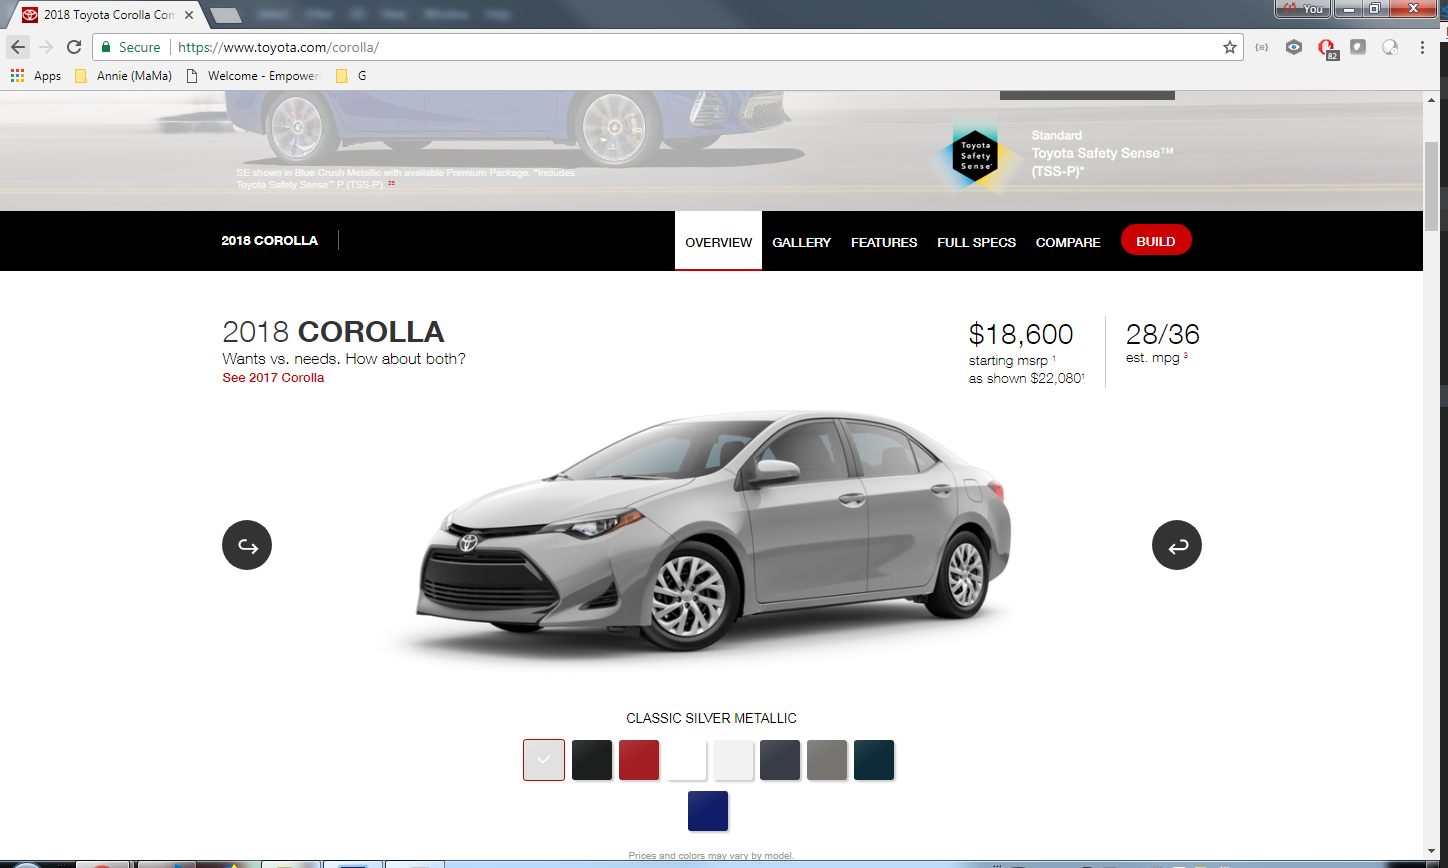 2018 Toyota Corolla Com
You
Secure
https://www.toyota.com/corolla/
82
Apps
Annie (MaMa)
Welcome - Empower
G
SE shown in Blue Crush Metallic with available Premium Package. *Includes
Toyota Safety Sense™ P (TSS-P). 
Toyota
Safety
Sense
Standard
Toyota Safety Sense™
(TSS-P)*
2018 COROLLA
OVERVIEW
GALLERY
FEATURES
FULL SPECS
COMPARE
BUILD
2018 COROLLA
Wants vs. needs. How about both?
See 2017 Corolla
$18,600
starting msrp 1
as shown $22,080¹
28/36
est. mpg 3
CLASSIC SILVER METALLIC
Prices and colors may vary by model.